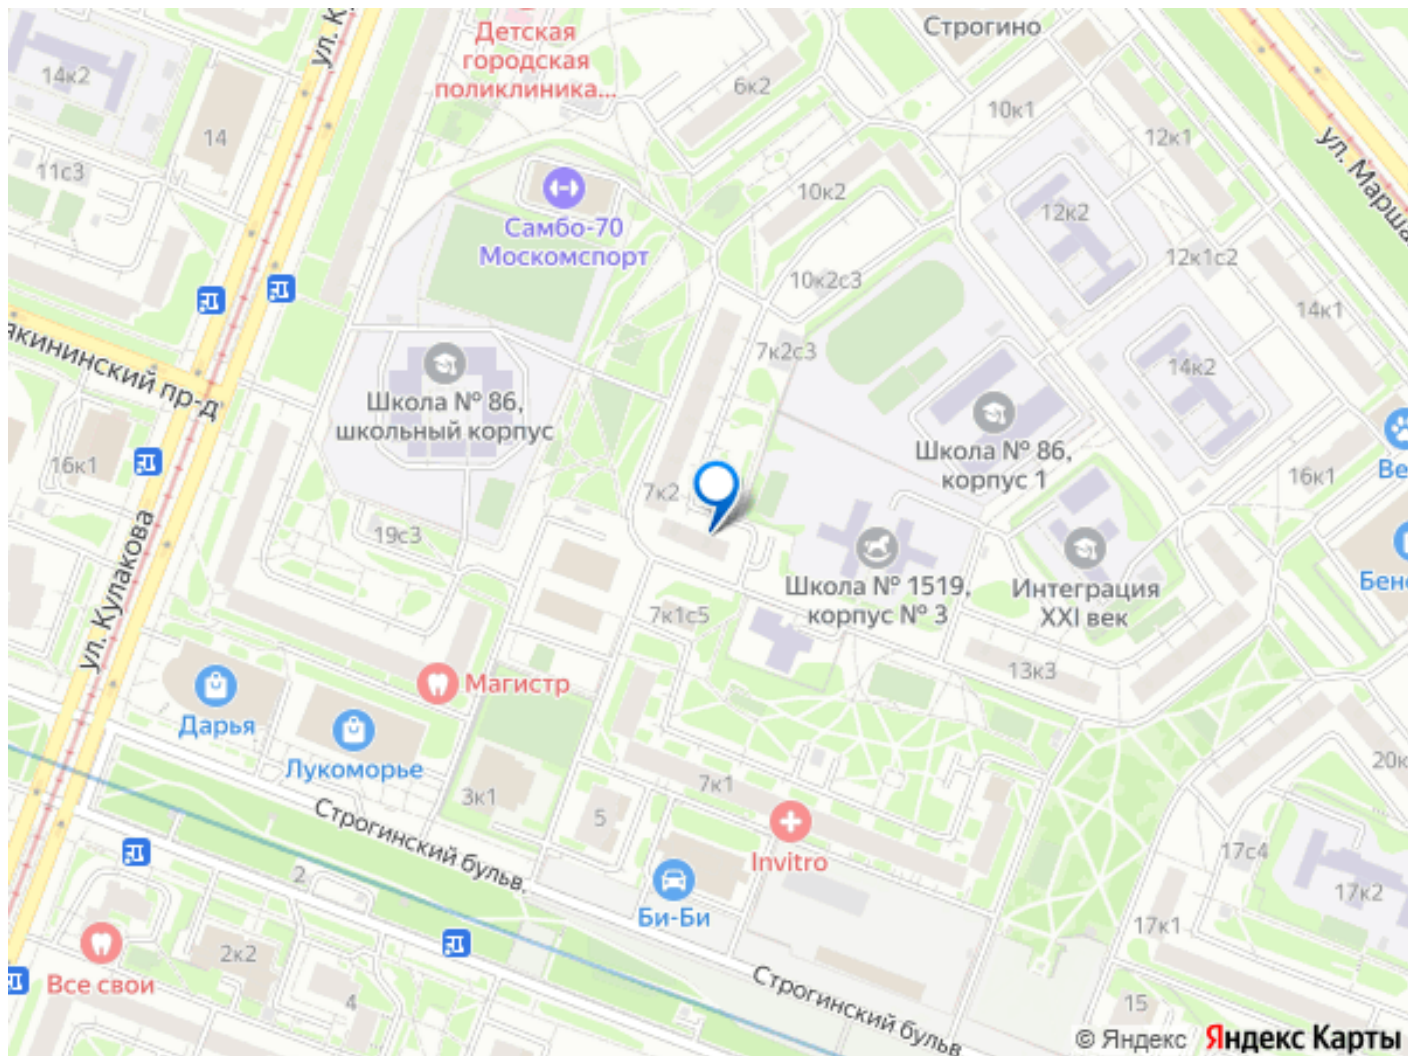 ул. К
Детская
городская
поликлиника...
Строгино
14к2
14
6к2
10к1
12к1
ул. Марша
11с3
Самбо-70
Москомспорт
10к2
12к2
12к1с2
10к2с3
14к1
якининский пр-д
7к2с3
14к2
Школа № 86,
школьный корпус
Школа № 86,
корпус 1
Ве
16к1
7к2
16к1
19с3
ул. Кулакова
Школа № 1519,
корпус № 3
Интеграция
XXI век
Бен
7к1с5
13к3
Магистр
Дарья
Лукоморье
20к
3к1
7к1
5
Строгинский бульв.
Invitro
17с4
2
Би-Би
17к2
17к1
2к2
Все свои
4
Строгинский бульв.
15
© Яндекс Яндекс Карты